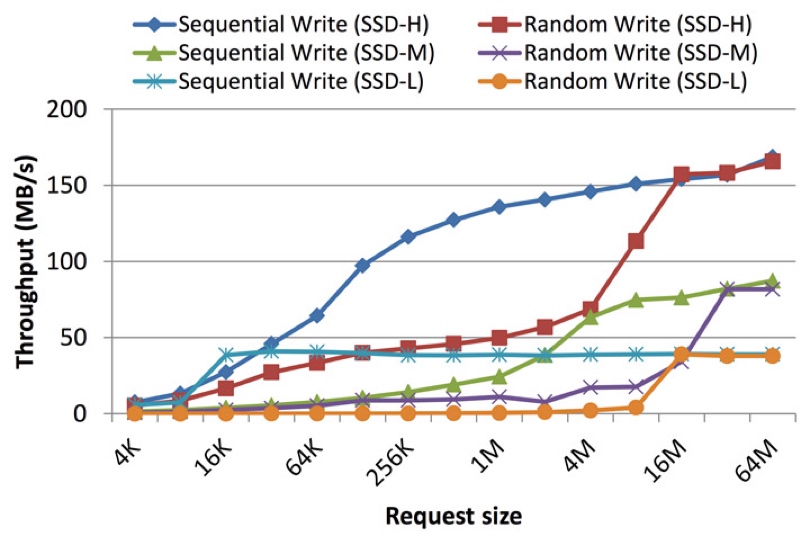 Sequential Write (SSD-H) Random Write (SSD-H)
Sequential Write (SSD-M) Random Write (SSD-M)
Sequential Write (SSD-L) Random Write (SSD-L)
200
150
100
50
0
Throughput (MB/s)
4K 16K 64K 256K 1M 4M 16M 64M
Request size